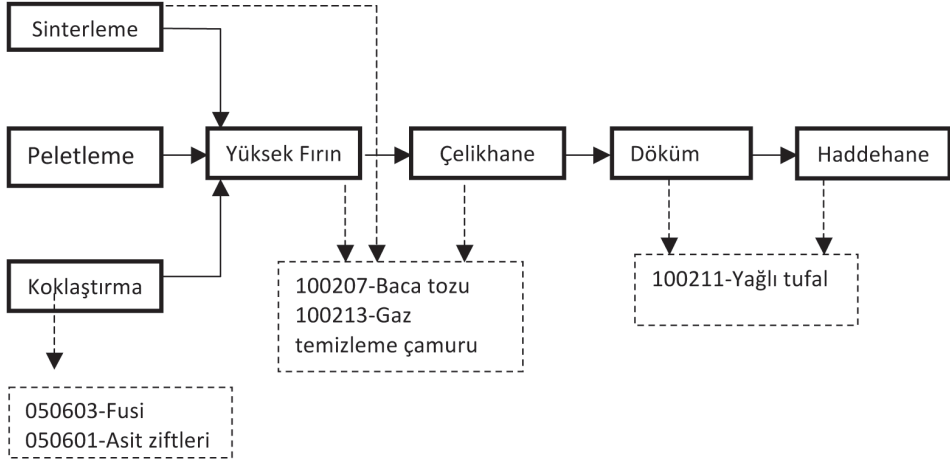 Sinterleme
Peletleme
Yüksek Fırın
Çelikhane
Döküm
Haddehane
Koklaştırma
100207-Baca tozu
100213-Gaz
temizleme çamuru
100211-Yağlı tufal
050603-Fusi
050601-Asit ziftleri